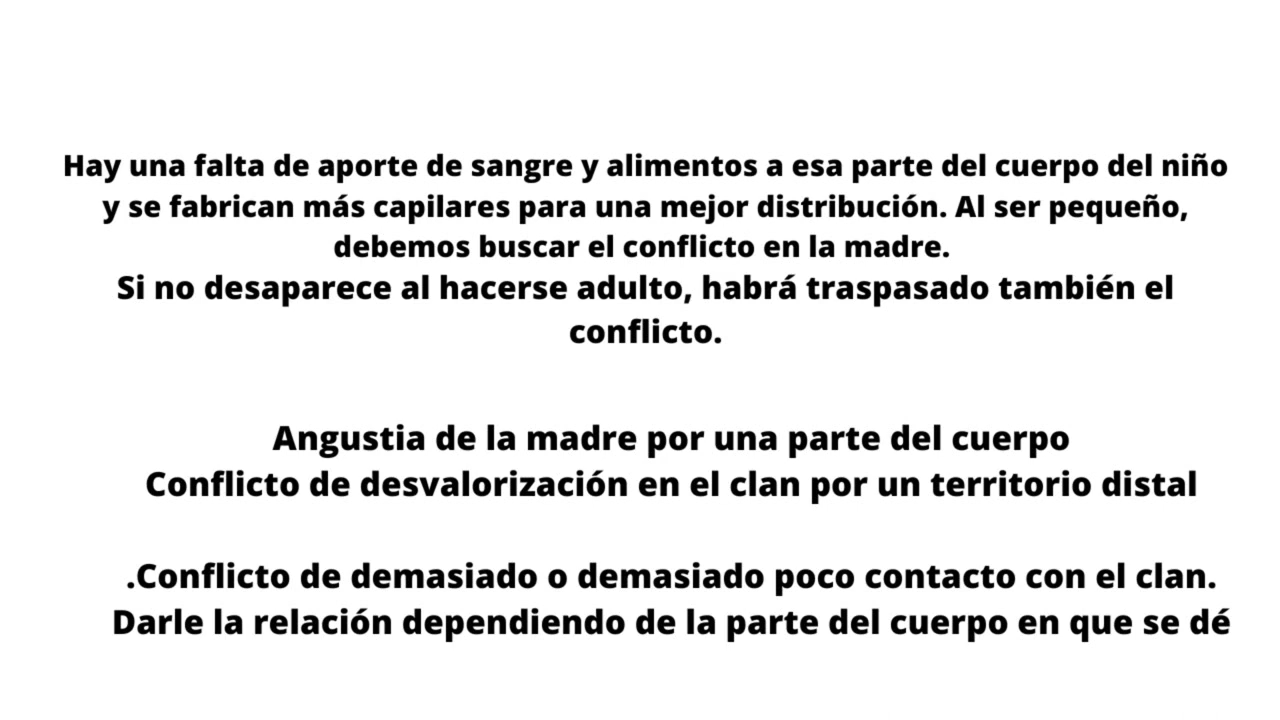 Hay una falta de aporte de sangre y alimentos a esa parte del cuerpo del niño
y se fabrican más capilares para una mejor distribución. Al ser pequeño,
debemos buscar el conflicto en la madre.
Si no desaparece al hacerse adulto, habrá traspasado también el
conflicto.
Angustia de la madre por una parte del cuerpo
Conflicto de desvalorización en el clan por un territorio distal
.Conflicto de demasiado o demasiado poco contacto con el clan.
Darle la relación dependiendo de la parte del cuerpo en que se dé